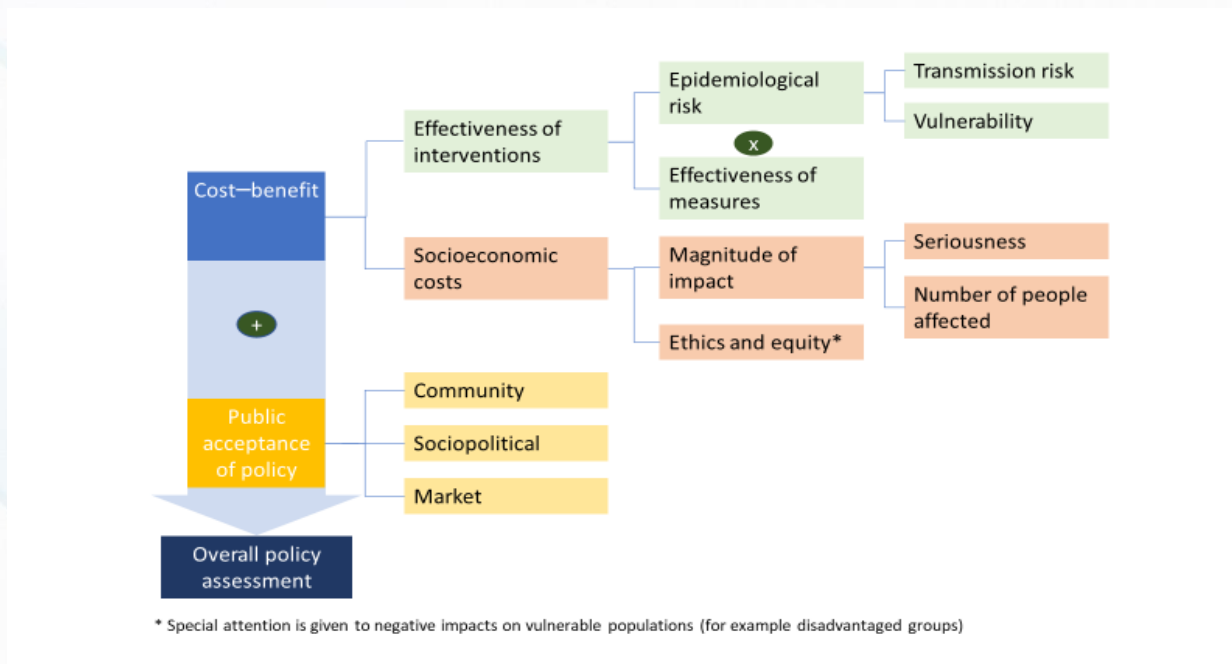 Cost—benefit
+
Public
acceptance
of policy
Overall policy
assessment
Effectiveness of
interventions
Socioeconomic
costs
Community
Sociopolitical
Market
Epidemiological
risk
x
Effectiveness of
measures
Magnitude of
impact
Ethics and equity*
Transmission risk
Vulnerability
Seriousness
Number of people
affected
* Special attention is given to negative impacts on vulnerable populations (for example disadvantaged groups)